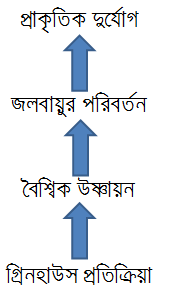 প্রাকৃতিক দুর্যোগ
জলবায়ুর পরিবর্তন
বৈশ্বিক উষ্ণায়ন
গ্রিনহাউস প্রতিক্রিয়া